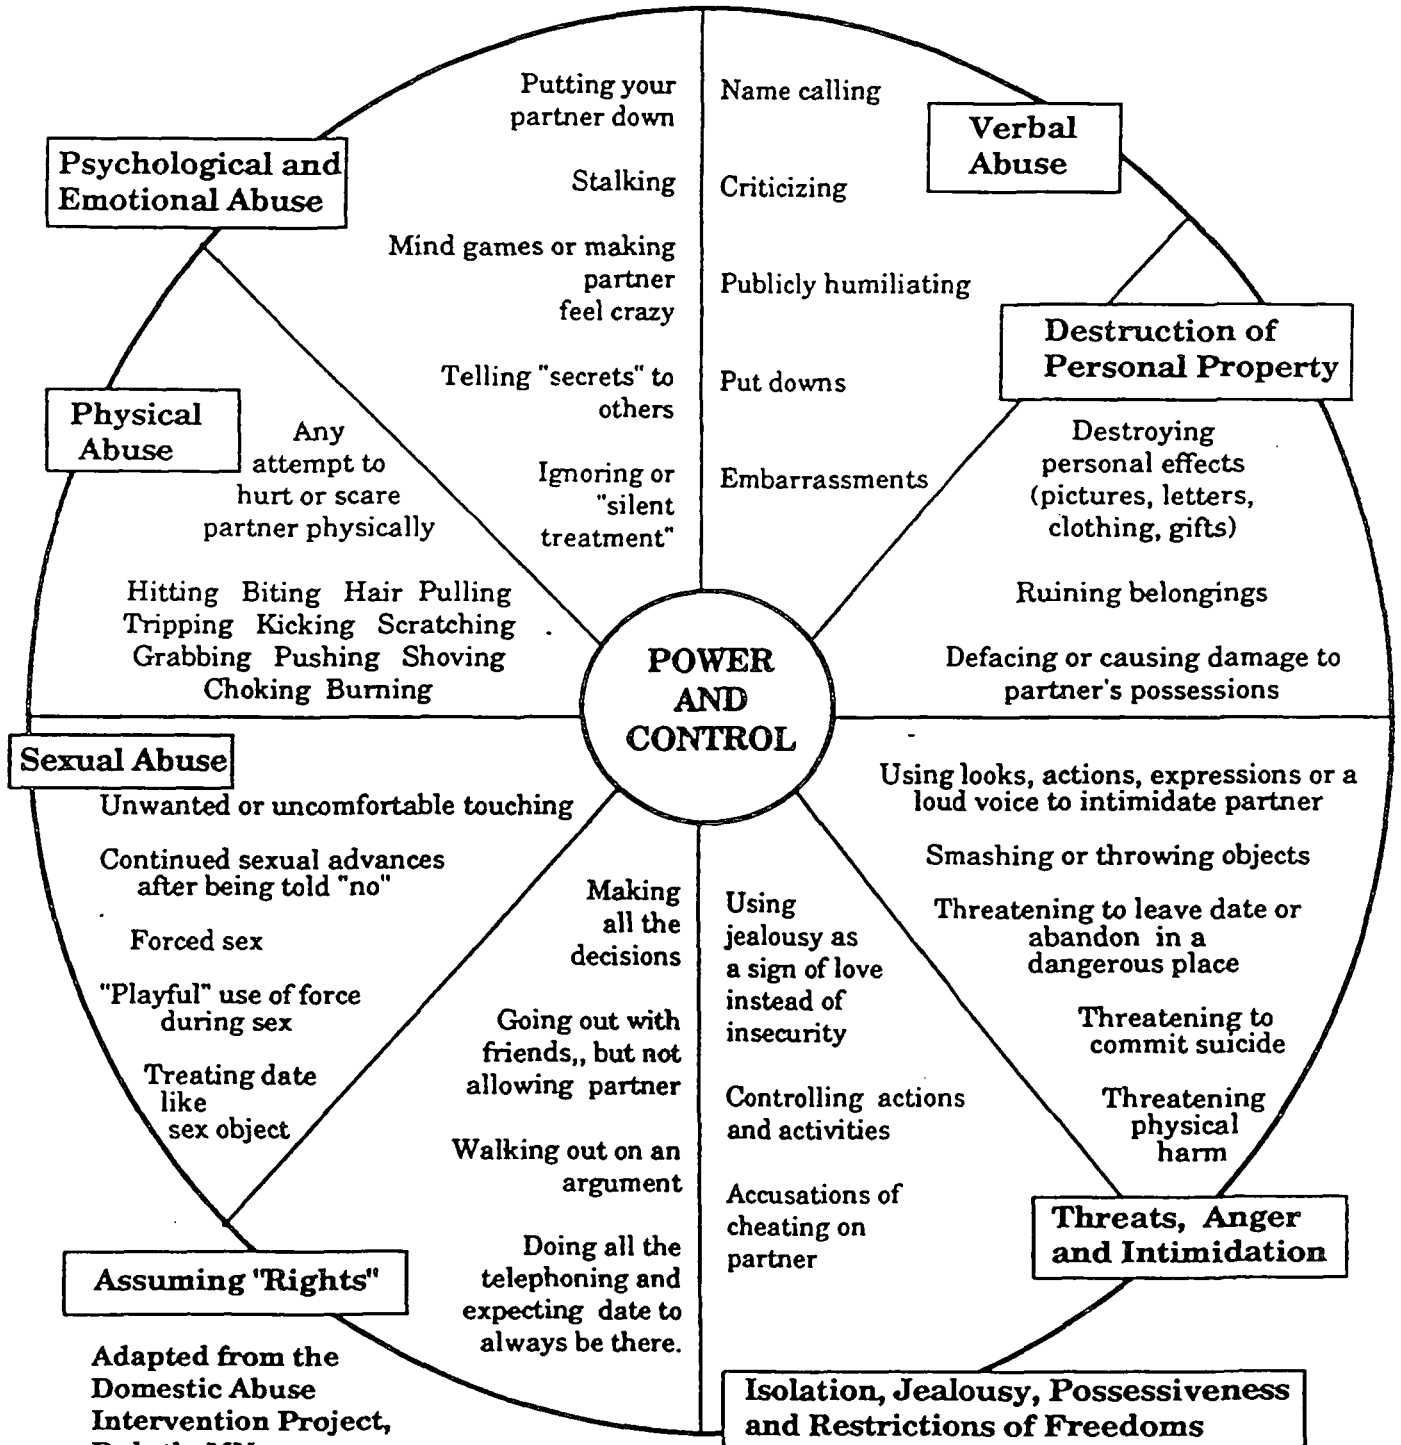 Psychological and
Emotional Abuse
Putting your
partner down
Stalking
Mind games or making
partner
feel crazy
Telling "secrets" to
others
Ignoring or
"silent
treatment"
Verbal
Abuse
Name calling
Criticizing
Publicly humiliating
Put downs
Embarrassments
Destruction of
Personal Property
Destroying
personal effects
(pictures, letters,
clothing, gifts)
Ruining belongings
Defacing or causing damage to
partner's possessions
Physical
Abuse
Any
attempt to
hurt or scare
partner physically
Hitting Biting Hair Pulling
Tripping Kicking Scratching
Grabbing Pushing Shoving
Choking Burning
POWER
AND
CONTROL
Sexual Abuse
Unwanted or uncomfortable touching
Continued sexual advances
after being told "no"
Forced sex
"Playful" use of force
during sex
Treating date
like
sex object
Assuming "Rights"
Making
all the
decisions
Going out with
friends,, but not
allowing partner
Walking out on an
argument
Doing all the
telephoning and
expecting date to
always be there.
Using
jealousy as
a sign of love
instead of
insecurity
Controlling actions
and activities
Accusations of
cheating on
partner
Isolation, Jealousy, Possessiveness
and Restrictions of Freedoms
Using looks, actions, expressions or a
loud voice to intimidate partner
Smashing or throwing objects
Threatening to leave date or
abandon in a
dangerous place
Threatening to
commit suicide
Threatening
physical
harm
Threats, Anger
and Intimidation
Adapted from the
Domestic Abuse
Intervention Project,